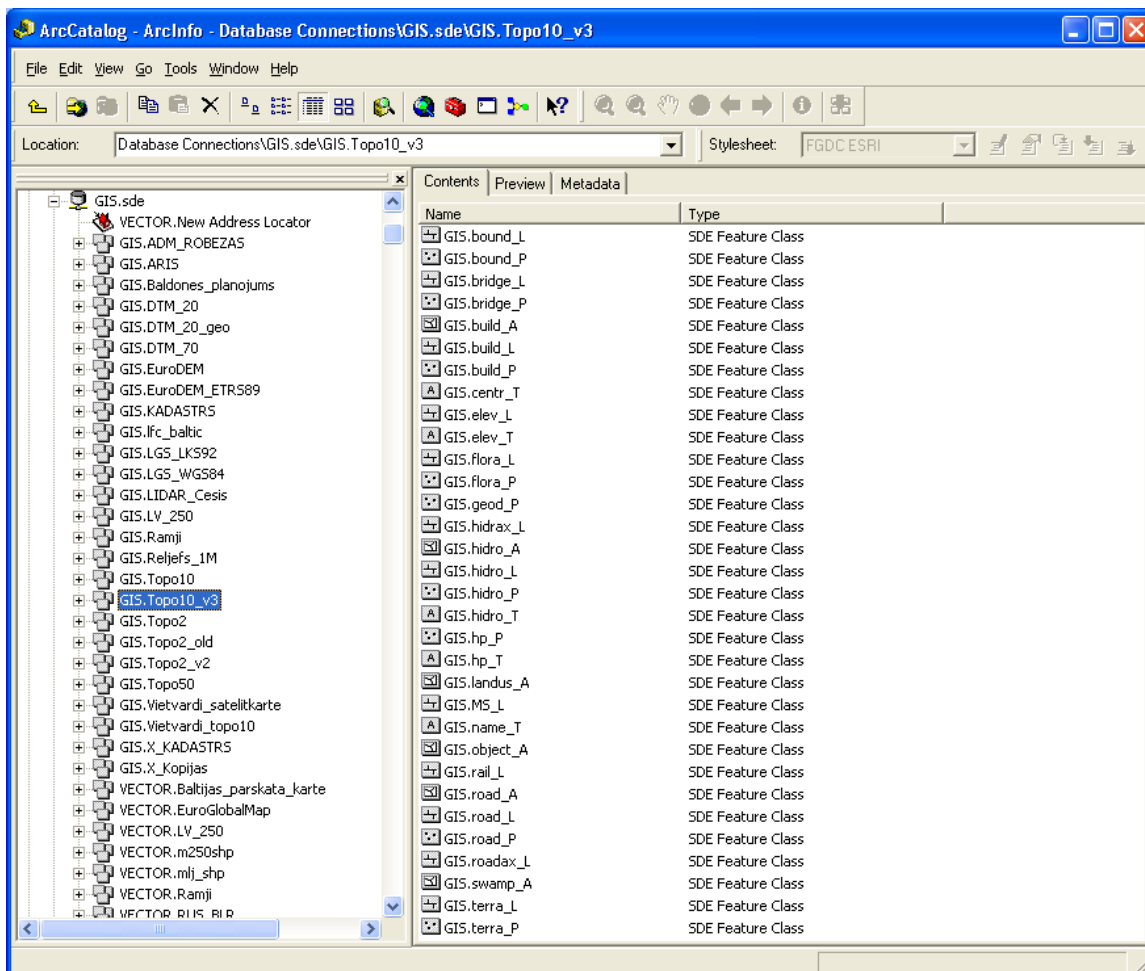 ArcCatalog - ArcInfo - Database Connections\GIS.sde\GIS.Topo10_v3
File Edit View Go Tools Window Help
Location: Database Connections\GIS.sde\GIS.Topo10_v3 Stylesheet: FGDC ESRI
GIS.sde
VECTOR.New Address Locator
GIS.ADM_ROBEZAS
GIS.ARIS
GIS.Baldones_planojums
GIS.DTM_20
GIS.DTM_20_geo
GIS.DTM_70
GIS.EuroDEM
GIS.EuroDEM_ETRS89
GIS.KADASTRS
GIS.lfc_baltic
GIS.LGS_LKS92
GIS.LGS_WGS84
GIS.LIDAR_Cesis
GIS.LV_250
GIS.Ramji
GIS.Reljefs_1M
GIS.Topo10
GIS.Topo10_v3
GIS.Topo2
GIS.Topo2_old
GIS.Topo2_v2
GIS.Topo50
GIS.Vietvardi_satelitkarte
GIS.Vietvardi_topo10
GIS.X_KADASTRS
GIS.X_Kopijas
VECTOR.Baltijas_parskata_karte
VECTOR.EuroGlobalMap
VECTOR.LV_250
VECTOR.m250shp
VECTOR.mlj_shp
VECTOR.Ramji
VECTOR.RUS_BLR
Contents Preview Metadata
Name Type
GIS.bound_L SDE Feature Class
GIS.bound_P SDE Feature Class
GIS.bridge_L SDE Feature Class
GIS.bridge_P SDE Feature Class
GIS.build_A SDE Feature Class
GIS.build_L SDE Feature Class
GIS.build_P SDE Feature Class
GIS.centr_T SDE Feature Class
GIS.elev_L SDE Feature Class
GIS.elev_T SDE Feature Class
GIS.flora_L SDE Feature Class
GIS.flora_P SDE Feature Class
GIS.geod_P SDE Feature Class
GIS.hidrax_L SDE Feature Class
GIS.hidro_A SDE Feature Class
GIS.hidro_L SDE Feature Class
GIS.hidro_P SDE Feature Class
GIS.hidro_T SDE Feature Class
GIS.hp_P SDE Feature Class
GIS.hp_T SDE Feature Class
GIS.landus_A SDE Feature Class
GIS.MS_L SDE Feature Class
GIS.name_T SDE Feature Class
GIS.object_A SDE Feature Class
GIS.rail_L SDE Feature Class
GIS.road_A SDE Feature Class
GIS.road_L SDE Feature Class
GIS.road_P SDE Feature Class
GIS.roadax_L SDE Feature Class
GIS.swamp_A SDE Feature Class
GIS.terra_L SDE Feature Class
GIS.terra_P SDE Feature Class